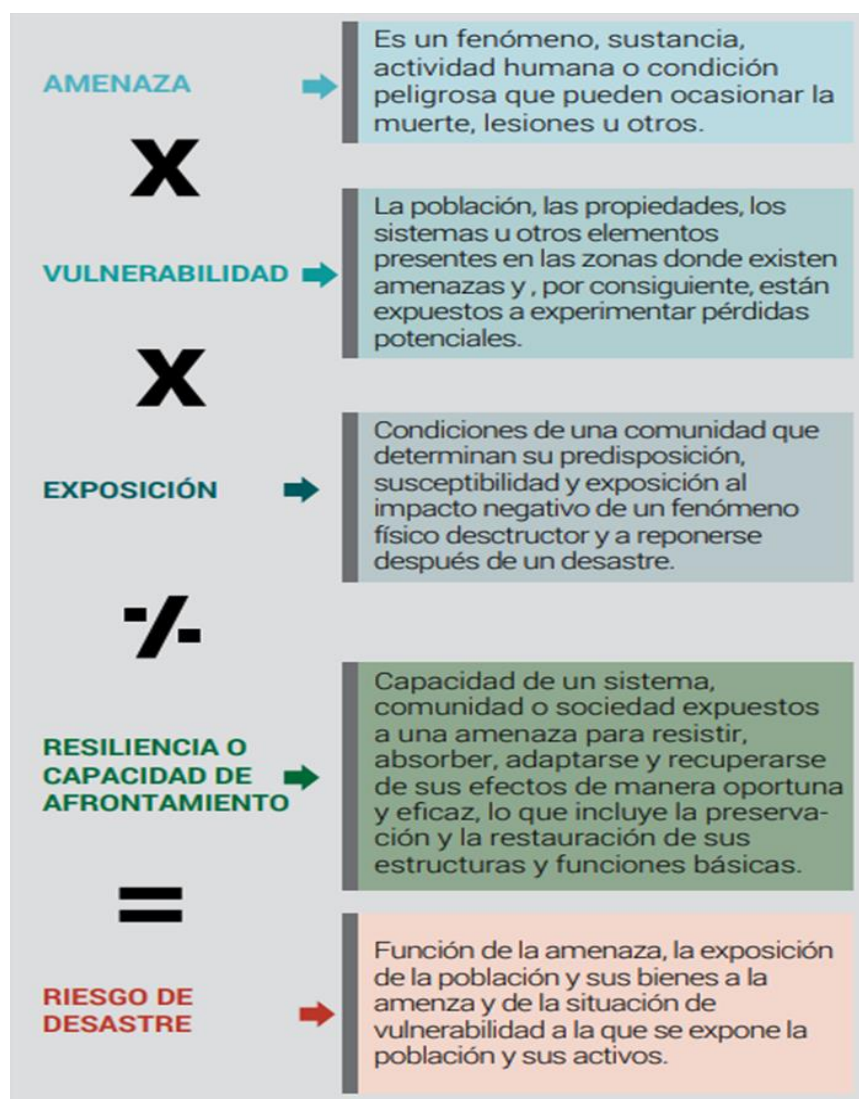 AMENAZA
Es un fenómeno, sustancia,
actividad humana o condición
peligrosa que pueden ocasionar la
muerte, lesiones u otros.
X
VULNERABILIDAD
La población, las propiedades, los
sistemas u otros elementos
presentes en las zonas donde existen
amenazas y , por consiguiente, están
expuestos a experimentar pérdidas
potenciales.
X
EXPOSICIÓN
Condiciones de una comunidad que
determinan su predisposición,
susceptibilidad y exposición al
impacto negativo de un fenómeno
físico desctructor y a reponerse
después de un desastre.
-/-
RESILIENCIA O
CAPACIDAD DE
AFRONTAMIENTO
Capacidad de un sistema,
comunidad o sociedad expuestos
a una amenaza para resistir,
absorber, adaptarse y recuperarse
de sus efectos de manera oportuna
y eficaz, lo que incluye la preserva-
ción y la restauración de sus
estructuras y funciones básicas.
=
RIESGO DE
DESASTRE
Función de la amenaza, la exposición
de la población y sus bienes a la
amenza y de la situación de
vulnerabilidad a la que se expone la
población y sus activos.